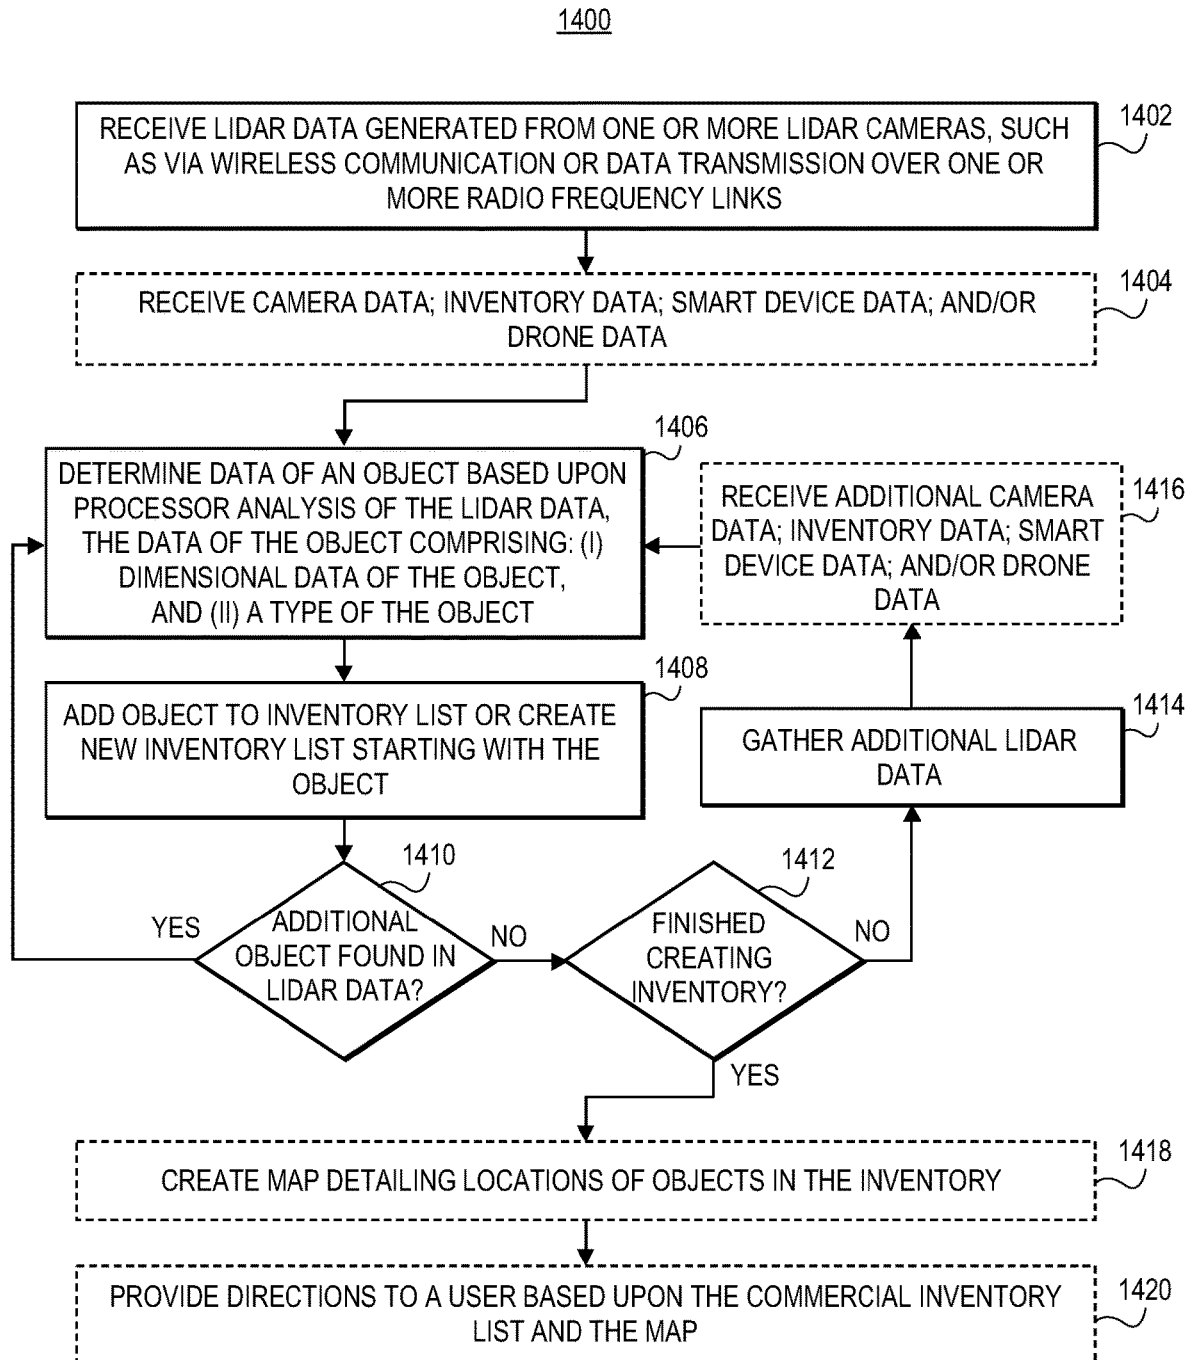 1400
RECEIVE LIDAR DATA GENERATED FROM ONE OR MORE LIDAR CAMERAS, SUCH
AS VIA WIRELESS COMMUNICATION OR DATA TRANSMISSION OVER ONE OR
MORE RADIO FREQUENCY LINKS
1402
RECEIVE CAMERA DATA; INVENTORY DATA; SMART DEVICE DATA; AND/OR
DRONE DATA
1404
DETERMINE DATA OF AN OBJECT BASED UPON
PROCESSOR ANALYSIS OF THE LIDAR DATA,
THE DATA OF THE OBJECT COMPRISING: (I)
DIMENSIONAL DATA OF THE OBJECT,
AND (II) A TYPE OF THE OBJECT
1406
RECEIVE ADDITIONAL CAMERA
DATA; INVENTORY DATA; SMART
DEVICE DATA; AND/OR DRONE
DATA
1416
ADD OBJECT TO INVENTORY LIST OR CREATE
NEW INVENTORY LIST STARTING WITH THE
OBJECT
1408
GATHER ADDITIONAL LIDAR
DATA
1414
YES
ADDITIONAL
OBJECT FOUND IN
LIDAR DATA?
1410
NO
FINISHED
CREATING
INVENTORY?
1412
NO
YES
CREATE MAP DETAILING LOCATIONS OF OBJECTS IN THE INVENTORY
1418
PROVIDE DIRECTIONS TO A USER BASED UPON THE COMMERCIAL INVENTORY
LIST AND THE MAP
1420